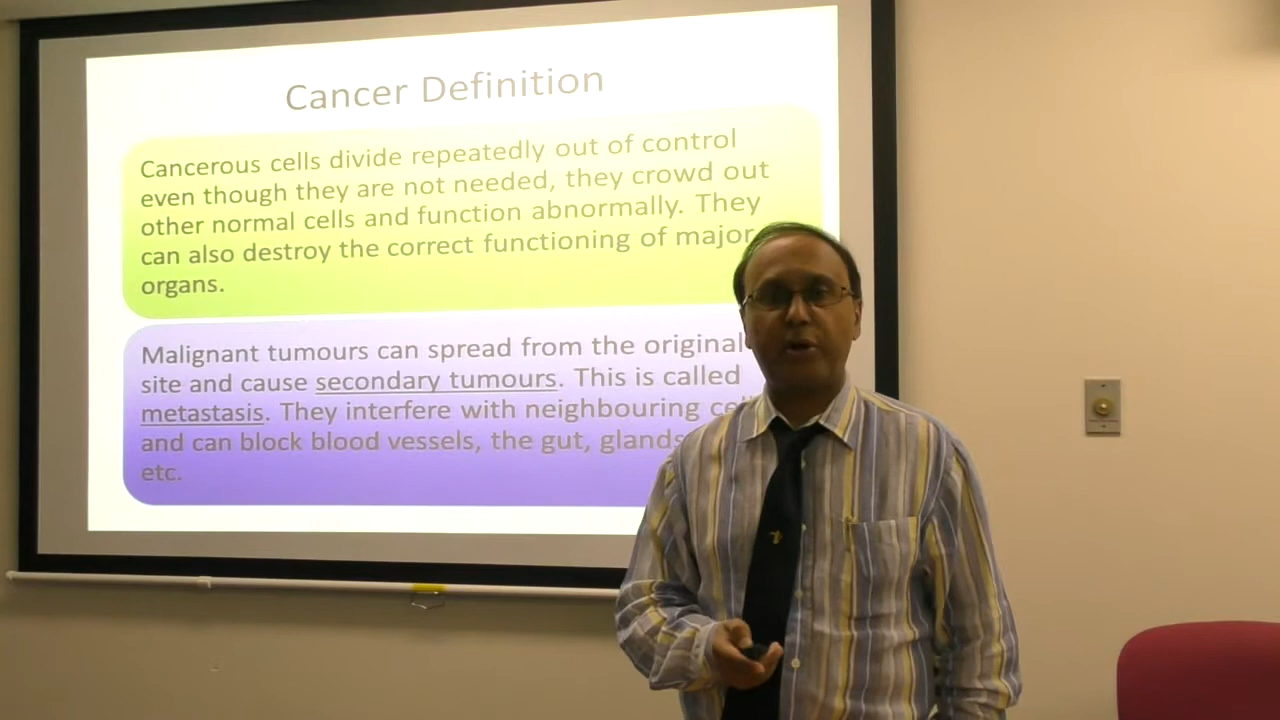 Cancer Definition
Cancerous cells divide repeatedly out of control
even though they are not needed, they crowd out
other normal cells and function abnormally. They
can also destroy the correct functioning of major
organs.
Malignant tumours can spread from the original
site and cause secondary tumours. This is called
metastasis. They interfere with neighbouring
and can block blood vessels, the gut, glands
etc.